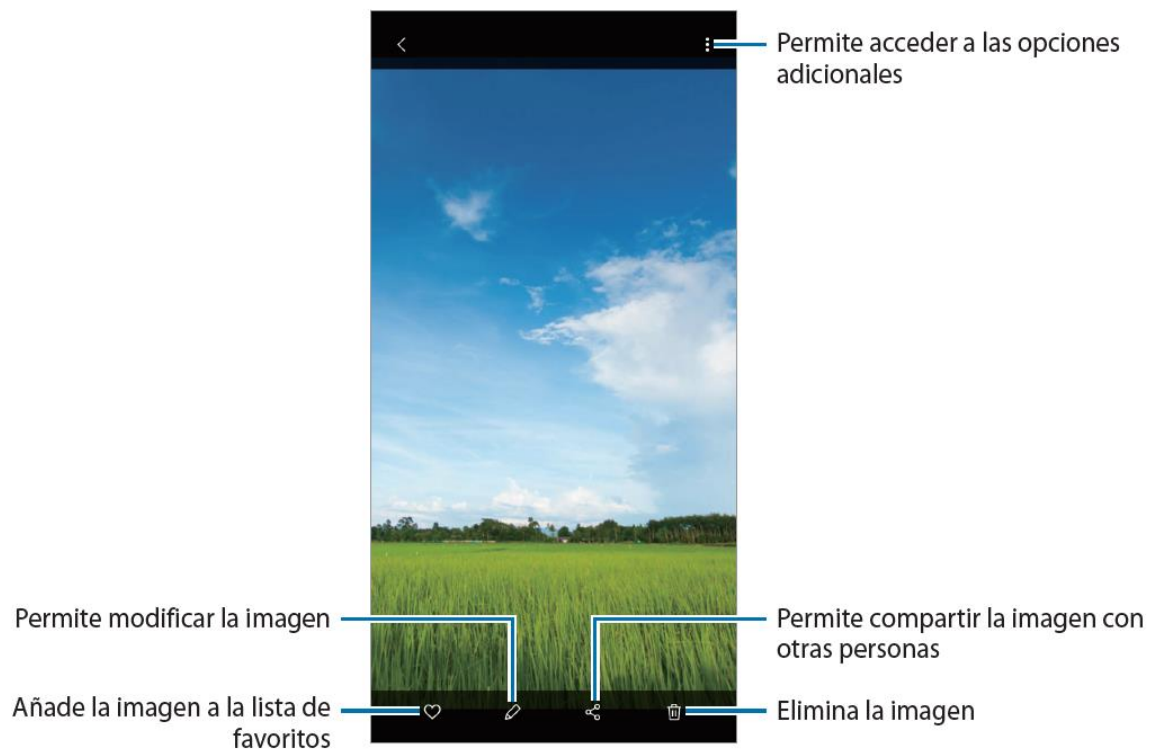 Permite acceder a las opciones
adicionales
Permite modificar la imagen
Permite compartir la imagen con
otras personas
Añade la imagen a la lista de
favoritos
Elimina la imagen